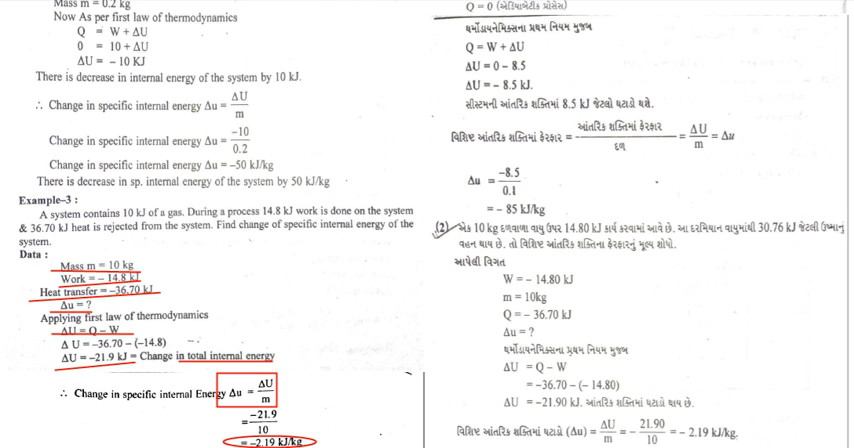 Mass m = 0.2 kg
Now As per first law of thermodynamics
Q = W + ΔU
0 = 10 + ΔU
ΔU = – 10 KJ
There is decrease in internal energy of the system by 10 kJ.
∴ Change in specific internal energy Δu = ΔU / m
Change in specific internal energy Δu = –10 / 0.2
Change in specific internal energy Δu = –50 kJ/kg
There is decrease in sp. internal energy of the system by 50 kJ/kg
Example–3 :
A system contains 10 kJ of a gas. During a process 14.8 kJ work is done on the system
& 36.70 kJ heat is rejected from the system. Find change of specific internal energy of the
system.
Data :
Mass m = 10 kg
Work = – 14.8 kJ
Heat transfer = –36.70 kJ
Δu = ?
Applying first law of thermodynamics
ΔU = Q – W
Δ U = –36.70 – (–14.8)
ΔU = –21.9 kJ = Change in total internal energy
∴ Change in specific internal Energy Δu = ΔU / m
= –21.9 / 10
= –2.19 kJ/kg
Q = 0 (એડિયાબેટીક પ્રોસેસ)
થર્મોડાયનેમિક્સના પ્રથમ નિયમ મુજબ
Q = W + ΔU
ΔU = 0 – 8.5
ΔU = – 8.5 kJ.
સીસ્ટમની આંતરિક શક્તિમાં 8.5 kJ જેટલો ઘટાડો થશે.
વિશિષ્ટ આંતરિક શક્તિમાં ફેરફાર = આંતરિક શક્તિમાં ફેરફાર / દળ = ΔU / m = Δu
Δu = –8.5 / 0.1
= – 85 kJ/kg
(2) એક 10 kg દળવાળા વાયુ ઉપર 14.80 kJ કાર્ય કરવામાં આવે છે. આ દરમિયાન વાયુમાંથી 30.76 kJ જેટલી ઉષ્માનું
વહન થાય છે. તો વિશિષ્ટ આંતરિક શક્તિના ફેરફારનું મૂલ્ય શોધો.
આપેલી વિગત
W = – 14.80 kJ
m = 10kg
Q = – 36.70 kJ
Δu = ?
થર્મોડાયનેમિક્સના પ્રથમ નિયમ મુજબ
ΔU = Q – W
= –36.70 – (– 14.80)
ΔU = –21.90 kJ. આંતરિક શક્તિમાં ઘટાડો થાય છે.
વિશિષ્ટ આંતરિક શક્તિમાં ઘટાડો (Δu) = ΔU / m = – 21.90 / 10 = – 2.19 kJ/kg.